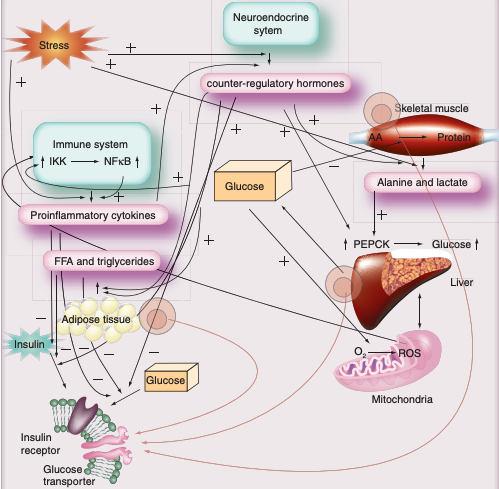 Neuroendocrine
sytem
Stress
+
+
+
counter-regulatory hormones
+
+
+
Skeletal muscle
AA
Protein
Immune system
IKK
NFκB
+
+
−
Glucose
Alanine and lactate
+
Proinflammatory cytokines
+
PEPCK
Glucose
FFA and triglycerides
+
Liver
Adipose tissue
−
−
Insulin
−
−
O2
ROS
Glucose
Mitochondria
Insulin
receptor
Glucose
transporter